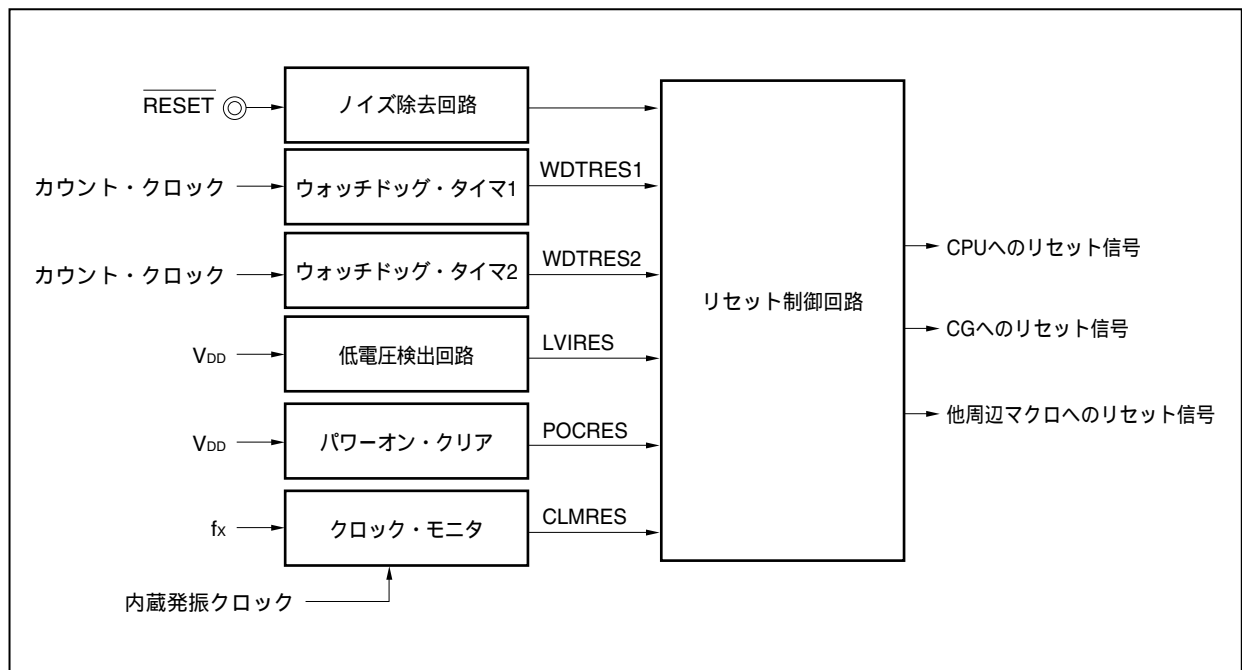 RESET
ノイズ除去回路
カウント・クロック
ウォッチドッグ・タイマ1
WDTRES1
カウント・クロック
ウォッチドッグ・タイマ2
WDTRES2
VDD
低電圧検出回路
LVIRES
VDD
パワーオン・クリア
POCRES
fX
クロック・モニタ
CLMRES
内蔵発振クロック
リセット制御回路
CPUへのリセット信号
CGへのリセット信号
他周辺マクロへのリセット信号